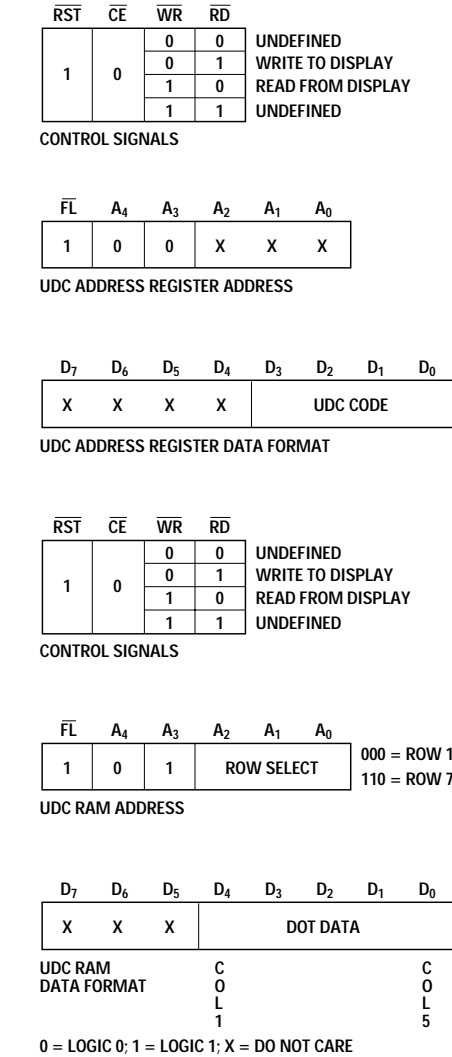 RST CE WR RD
0 0 UNDEFINED
1 0 0 1 WRITE TO DISPLAY
1 0 READ FROM DISPLAY
1 1 UNDEFINED
CONTROL SIGNALS
FL A4 A3 A2 A1 A0
1 0 0 X X X
UDC ADDRESS REGISTER ADDRESS
D7 D6 D5 D4 D3 D2 D1 D0
X X X X UDC CODE
UDC ADDRESS REGISTER DATA FORMAT
RST CE WR RD
0 0 UNDEFINED
1 0 0 1 WRITE TO DISPLAY
1 0 READ FROM DISPLAY
1 1 UNDEFINED
CONTROL SIGNALS
FL A4 A3 A2 A1 A0
1 0 1 ROW SELECT 000 = ROW 1
110 = ROW 7
UDC RAM ADDRESS
D7 D6 D5 D4 D3 D2 D1 D0
X X X DOT DATA
UDC RAM C C
DATA FORMAT O O
L L
1 5
0 = LOGIC 0; 1 = LOGIC 1; X = DO NOT CARE